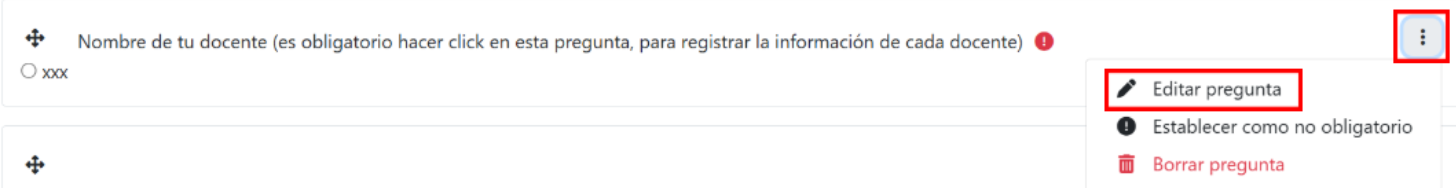 Nombre de tu docente (es obligatorio hacer click en esta pregunta, para registrar la información de cada docente)
xxx
Editar pregunta
Establecer como no obligatorio
Borrar pregunta